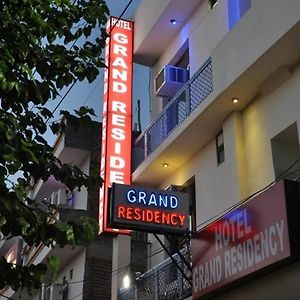 HOTEL
GRAND RESIDE
GRAND
RESIDENCY
HOTEL
GRAND RESIDENCY